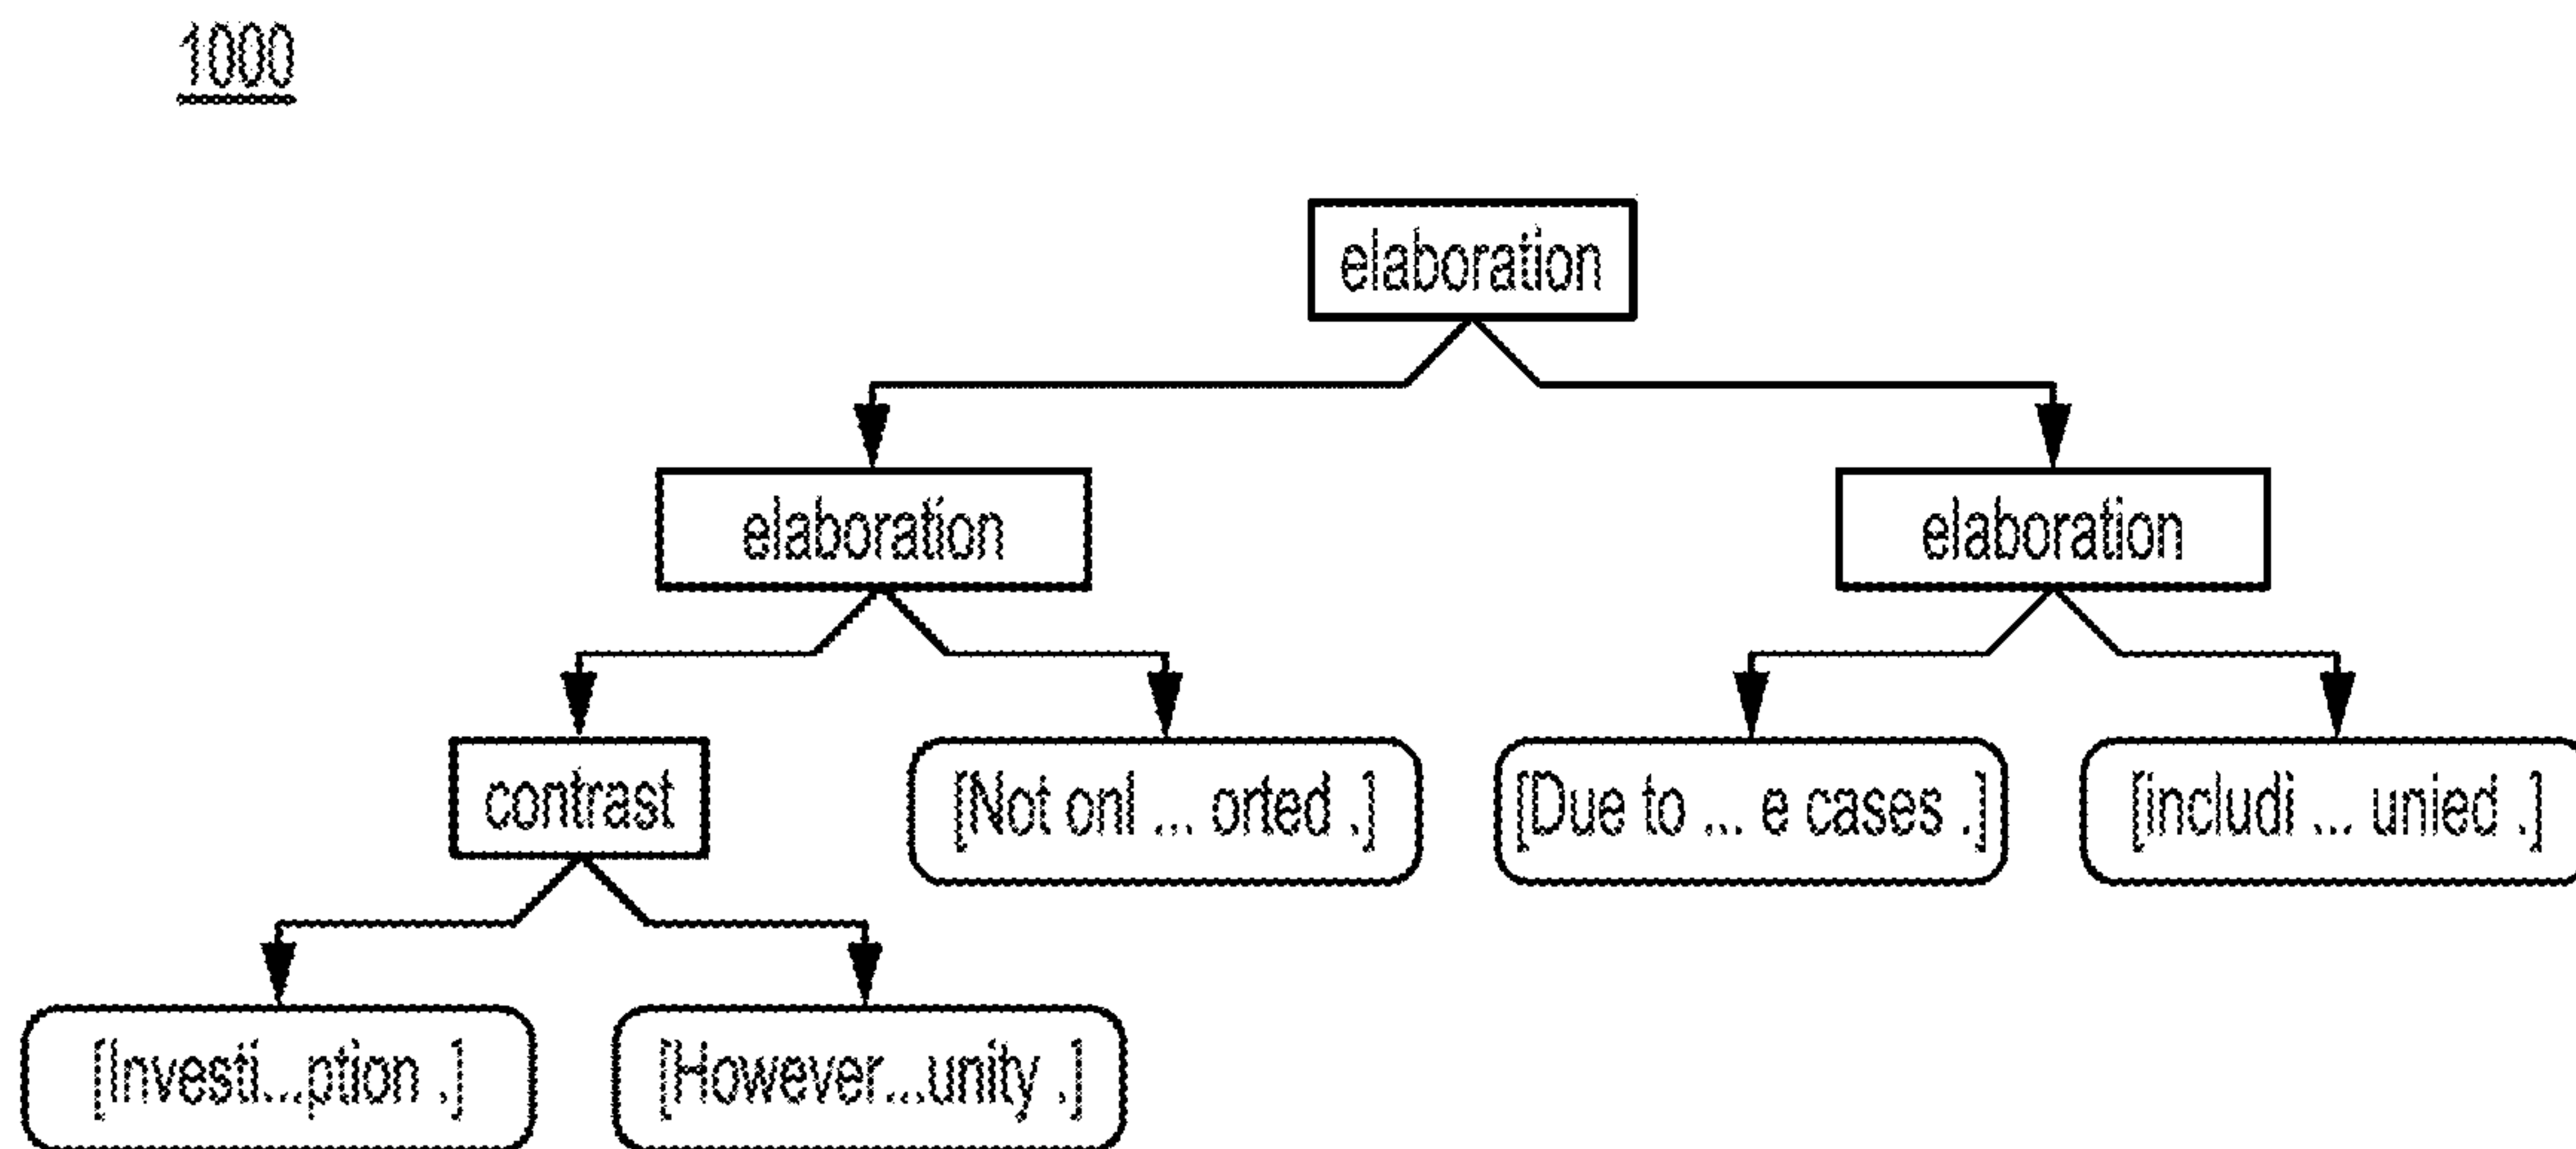 1000
elaboration
elaboration
elaboration
contrast
[Not onl ... orted .]
[Due to ... e cases .]
[includi ... unied .]
[Investi...ption .]
[However...unity .]